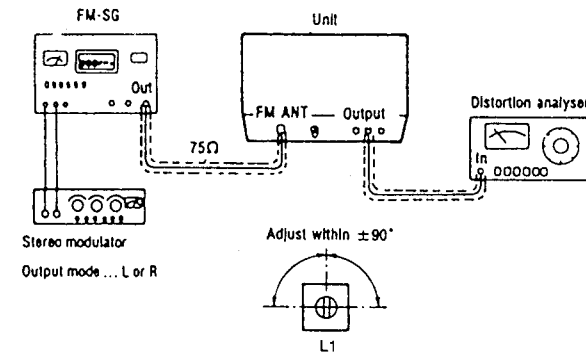 FM-SG
Unit
Out
FM ANT
Output
Distortion analyser
In
75Ω
Stereo modulator
Output mode ... L or R
Adjust within ±90°
L1